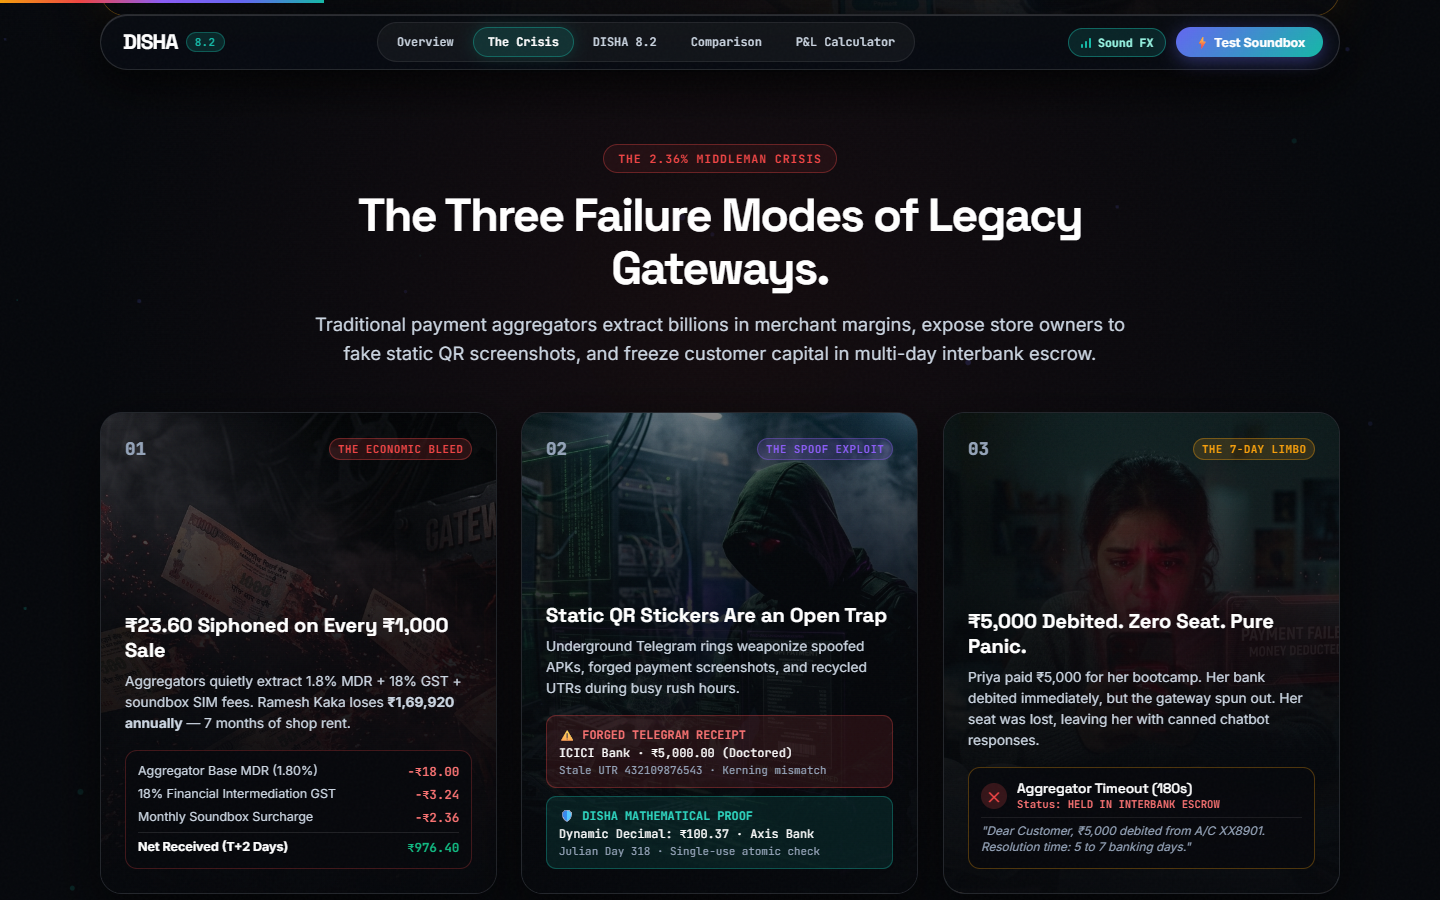 DISHA 8.2
Overview
The Crisis
DISHA 8.2
Comparison
P&L Calculator
Sound FX
Test Soundbox
THE 2.36% MIDDLEMAN CRISIS
The Three Failure Modes of Legacy
Gateways.
Traditional payment aggregators extract billions in merchant margins, expose store owners to
fake static QR screenshots, and freeze customer capital in multi-day interbank escrow.
01
THE ECONOMIC BLEED
GATEW
₹23.60 Siphoned on Every ₹1,000
Sale
Aggregators quietly extract 1.8% MDR + 18% GST +
soundbox SIM fees. Ramesh Kaka loses ₹1,69,920
annually — 7 months of shop rent.
Aggregator Base MDR (1.80%) -₹18.00
18% Financial Intermediation GST -₹3.24
Monthly Soundbox Surcharge -₹2.36
Net Received (T+2 Days) ₹976.40
02
THE SPOOF EXPLOIT
Static QR Stickers Are an Open Trap
Underground Telegram rings weaponize spoofed
APKs, forged payment screenshots, and recycled
UTRs during busy rush hours.
FORGED TELEGRAM RECEIPT
ICICI Bank · ₹5,000.00 (Doctored)
Stale UTR 432109876543 · Kerning mismatch
DISHA MATHEMATICAL PROOF
Dynamic Decimal: ₹100.37 · Axis Bank
Julian Day 318 · Single-use atomic check
03
THE 7-DAY LIMBO
PAYMENT FAILE
MONEY DEDUCTED
₹5,000 Debited. Zero Seat. Pure
Panic.
Priya paid ₹5,000 for her bootcamp. Her bank
debited immediately, but the gateway spun out. Her
seat was lost, leaving her with canned chatbot
responses.
Aggregator Timeout (180s)
Status: HELD IN INTERBANK ESCROW
"Dear Customer, ₹5,000 debited from A/C XX8901.
Resolution time: 5 to 7 banking days."